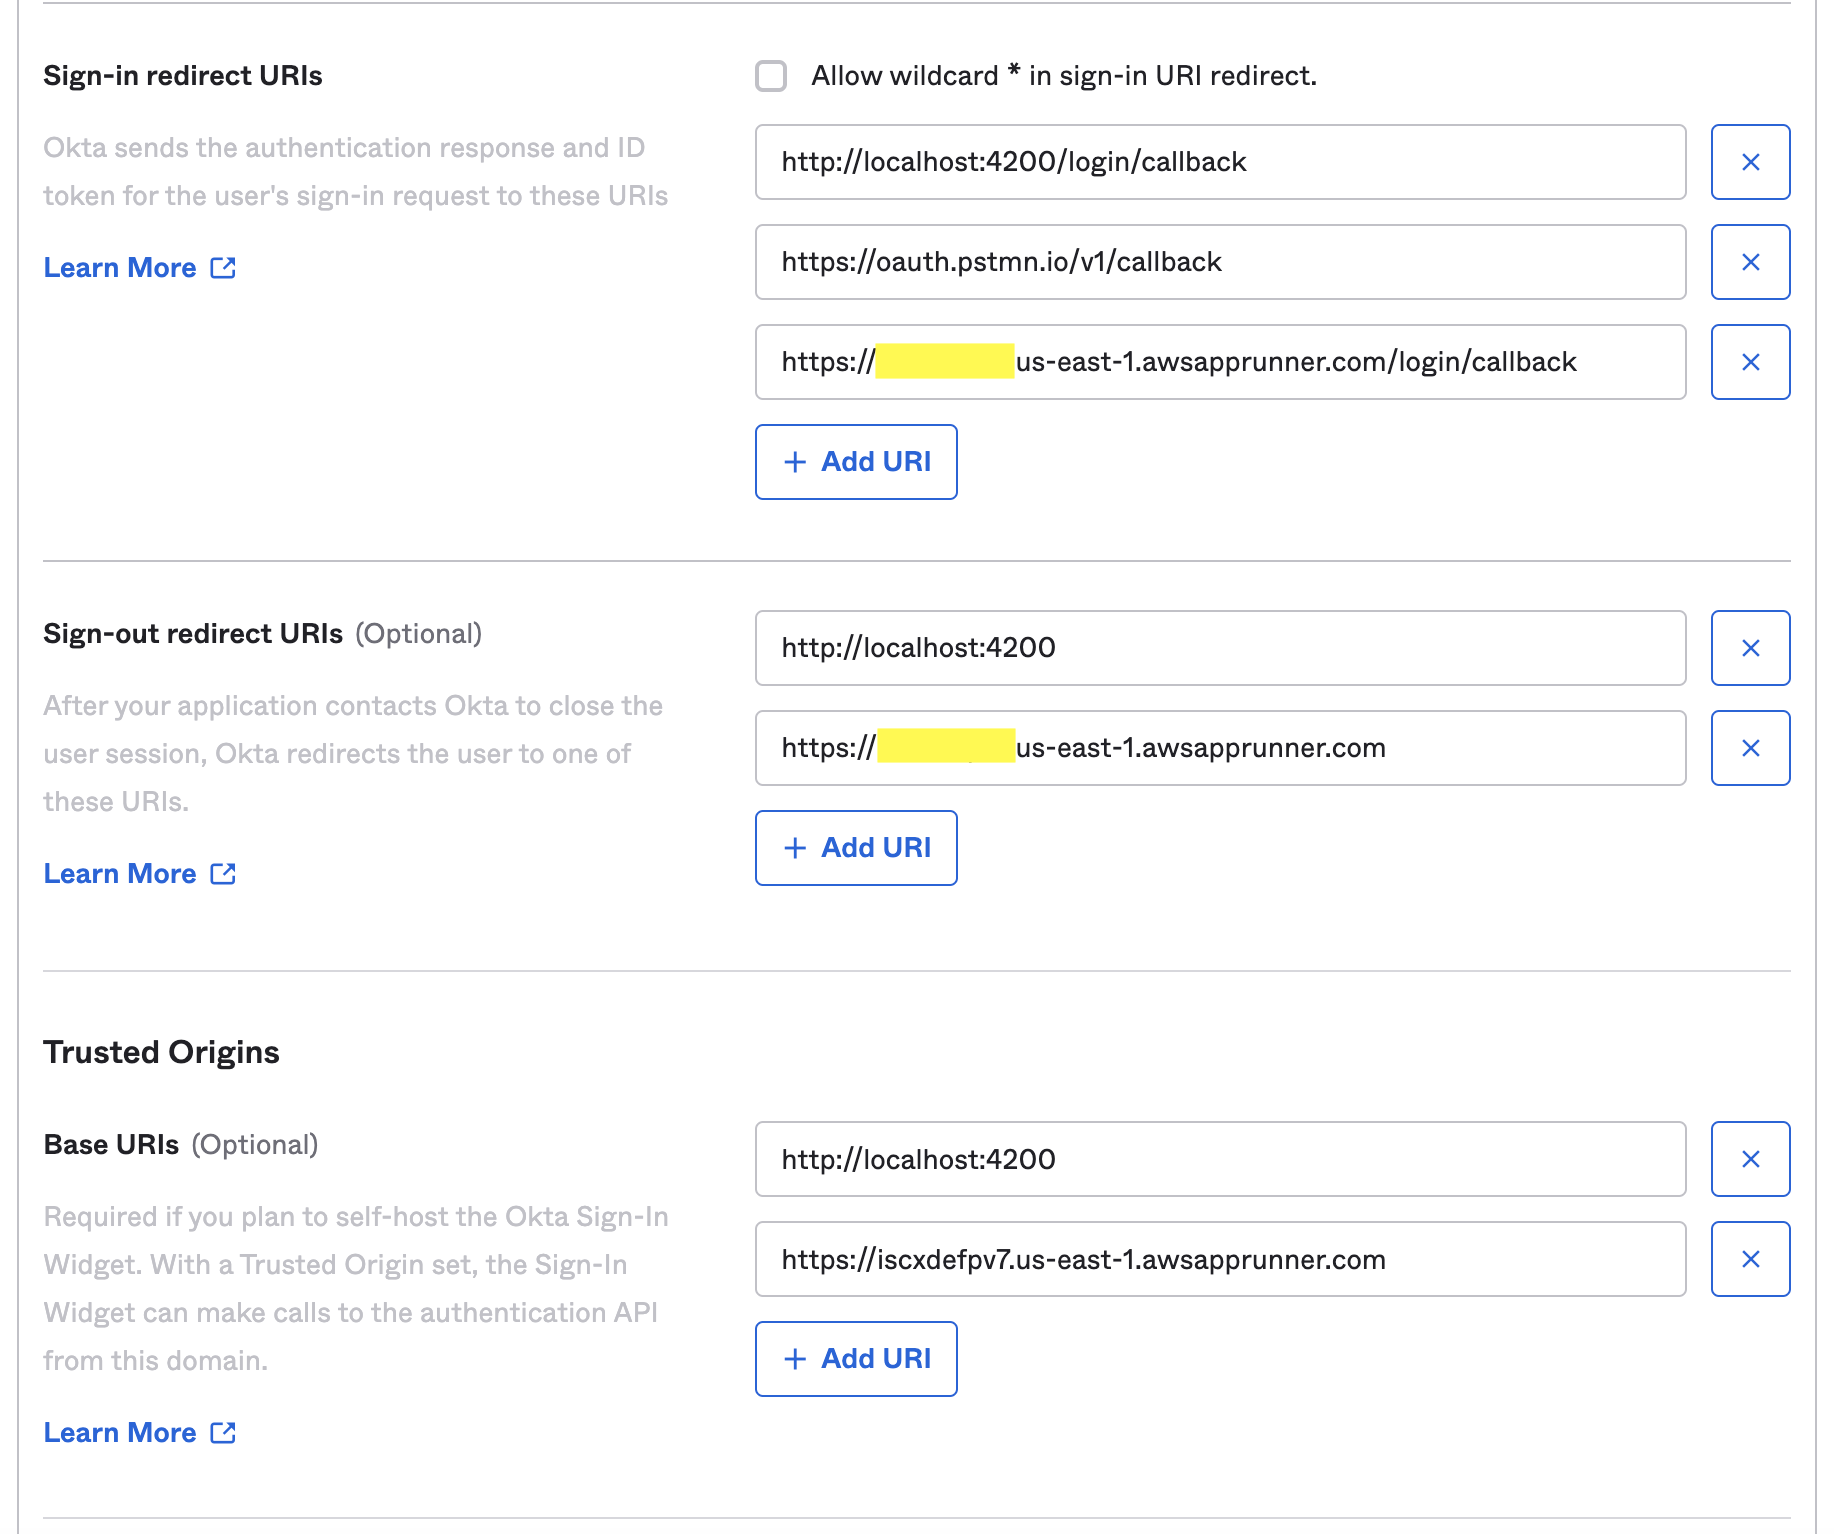 Sign-in redirect URIs
Allow wildcard * in sign-in URI redirect.
Okta sends the authentication response and ID
token for the user's sign-in request to these URIs
Learn More
http://localhost:4200/login/callback
https://oauth.pstmn.io/v1/callback
https:// us-east-1.awsapprunner.com/login/callback
+ Add URI
Sign-out redirect URIs (Optional)
After your application contacts Okta to close the
user session, Okta redirects the user to one of
these URIs.
Learn More
http://localhost:4200
https:// us-east-1.awsapprunner.com
+ Add URI
Trusted Origins
Base URIs (Optional)
Required if you plan to self-host the Okta Sign-In
Widget. With a Trusted Origin set, the Sign-In
Widget can make calls to the authentication API
from this domain.
Learn More
http://localhost:4200
https://iscxdefpv7.us-east-1.awsapprunner.com
+ Add URI